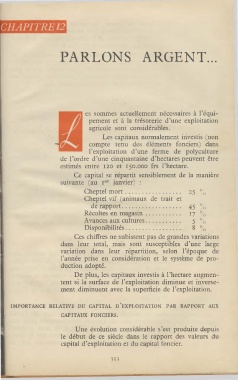 CHAPITRE 12
PARLONS ARGENT...
Les sommes actuellement nécessaires à l'équi-
pement et à la trésorerie d'une exploitation
agricole sont considérables.
Les capitaux normalement investis (non
compte tenu des éléments fonciers) dans
l'exploitation d'une ferme de polyculture
de l'ordre d'une cinquantaine d'hectares peuvent être
estimés entre 120 et 150.000 frs l'hectare.
Ce capital se répartit sensiblement de la manière
suivante (au 1er janvier) :
Cheptel mort 25 %
Cheptel vif (animaux de trait et
de rapport) 45 %
Récoltes en magasin 17 %
Avances aux cultures 5 %
Disponibilités 8 %
Ces chiffres ne subissent pas de grandes variations
dans leur total, mais sont susceptibles d'une large
variation dans leur répartition, selon l'époque de
l'année prise en considération et le système de pro-
duction adopté.
De plus, les capitaux investis à l'hectare augmen-
tent si la surface de l'exploitation diminue et inverse-
ment diminuent avec la superficie de l'exploitation.
IMPORTANCE RELATIVE DU CAPITAL D'EXPLOITATION PAR RAPPORT AUX
CAPITAUX FONCIERS.
Une évolution considérable s'est produite depuis
le début de ce siècle dans le rapport des valeurs du
capital d'exploitation et du capital foncier.